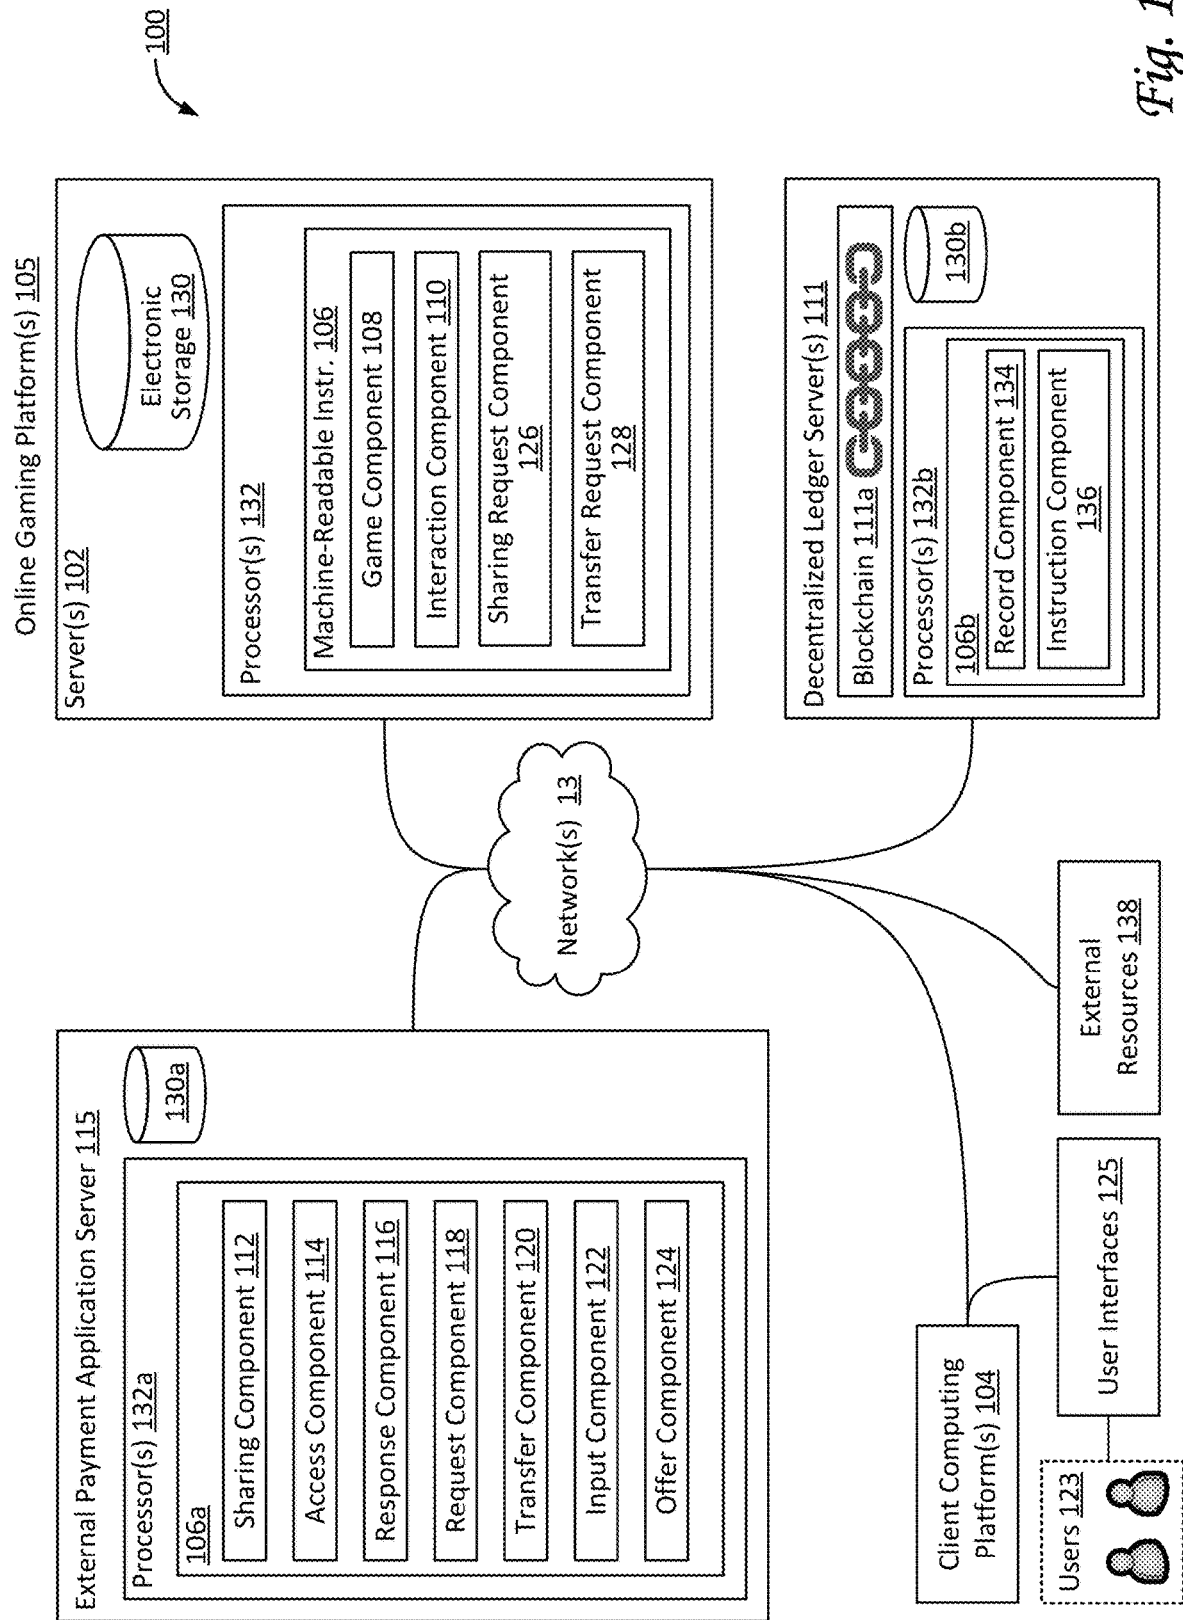 100
Online Gaming Platform(s) 105
Server(s) 102
Electronic
Storage 130
Processor(s) 132
Machine-Readable Instr. 106
Game Component 108
Interaction Component 110
Sharing Request Component
126
Transfer Request Component
128
External Payment Application Server 115
130a
Processor(s) 132a
106a
Sharing Component 112
Access Component 114
Response Component 116
Request Component 118
Transfer Component 120
Input Component 122
Offer Component 124
Network(s) 13
Decentralized Ledger Server(s) 111
Blockchain 111a
130b
Processor(s) 132b
106b
Record Component 134
Instruction Component
136
Client Computing
Platform(s) 104
External
Resources 138
User Interfaces 125
Users 123
Fig. 1